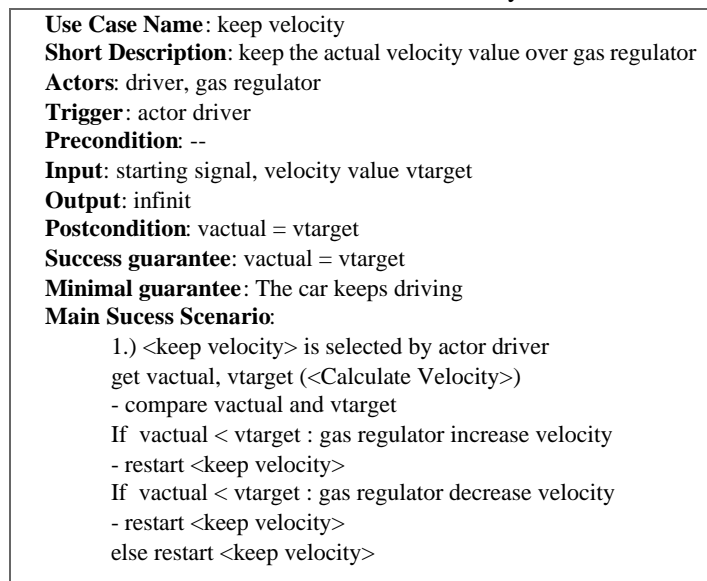 Use Case Name: keep velocity
Short Description: keep the actual velocity value over gas regulator
Actors: driver, gas regulator
Trigger: actor driver
Precondition: --
Input: starting signal, velocity value vtarget
Output: infinit
Postcondition: vactual = vtarget
Success guarantee: vactual = vtarget
Minimal guarantee: The car keeps driving
Main Sucess Scenario:
1.) <keep velocity> is selected by actor driver
get vactual, vtarget (<Calculate Velocity>)
- compare vactual and vtarget
If vactual < vtarget : gas regulator increase velocity
- restart <keep velocity>
If vactual < vtarget : gas regulator decrease velocity
- restart <keep velocity>
else restart <keep velocity>